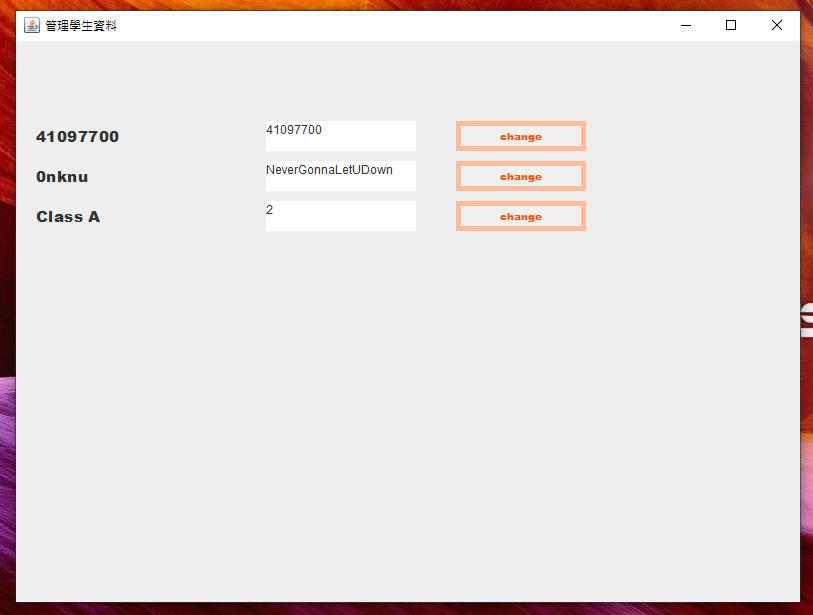 管理學生資料
41097700 41097700 change
0nknu NeverGonnaLetUDown change
Class A 2 change